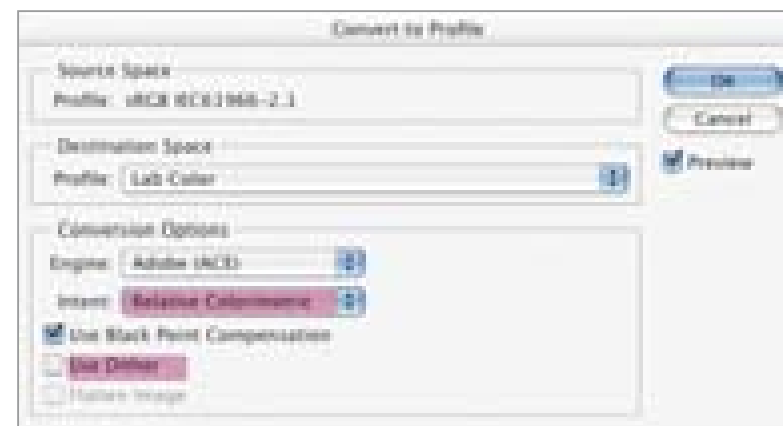 Convert to Profile
Source Space
Profile: sRGB IEC61966-2.1
OK
Cancel
Preview
Destination Space
Profile: Lab Color
Conversion Options
Engine: Adobe (ACE)
Intent: Relative Colorimetric
Use Black Point Compensation
Use Dither
Flatten Image